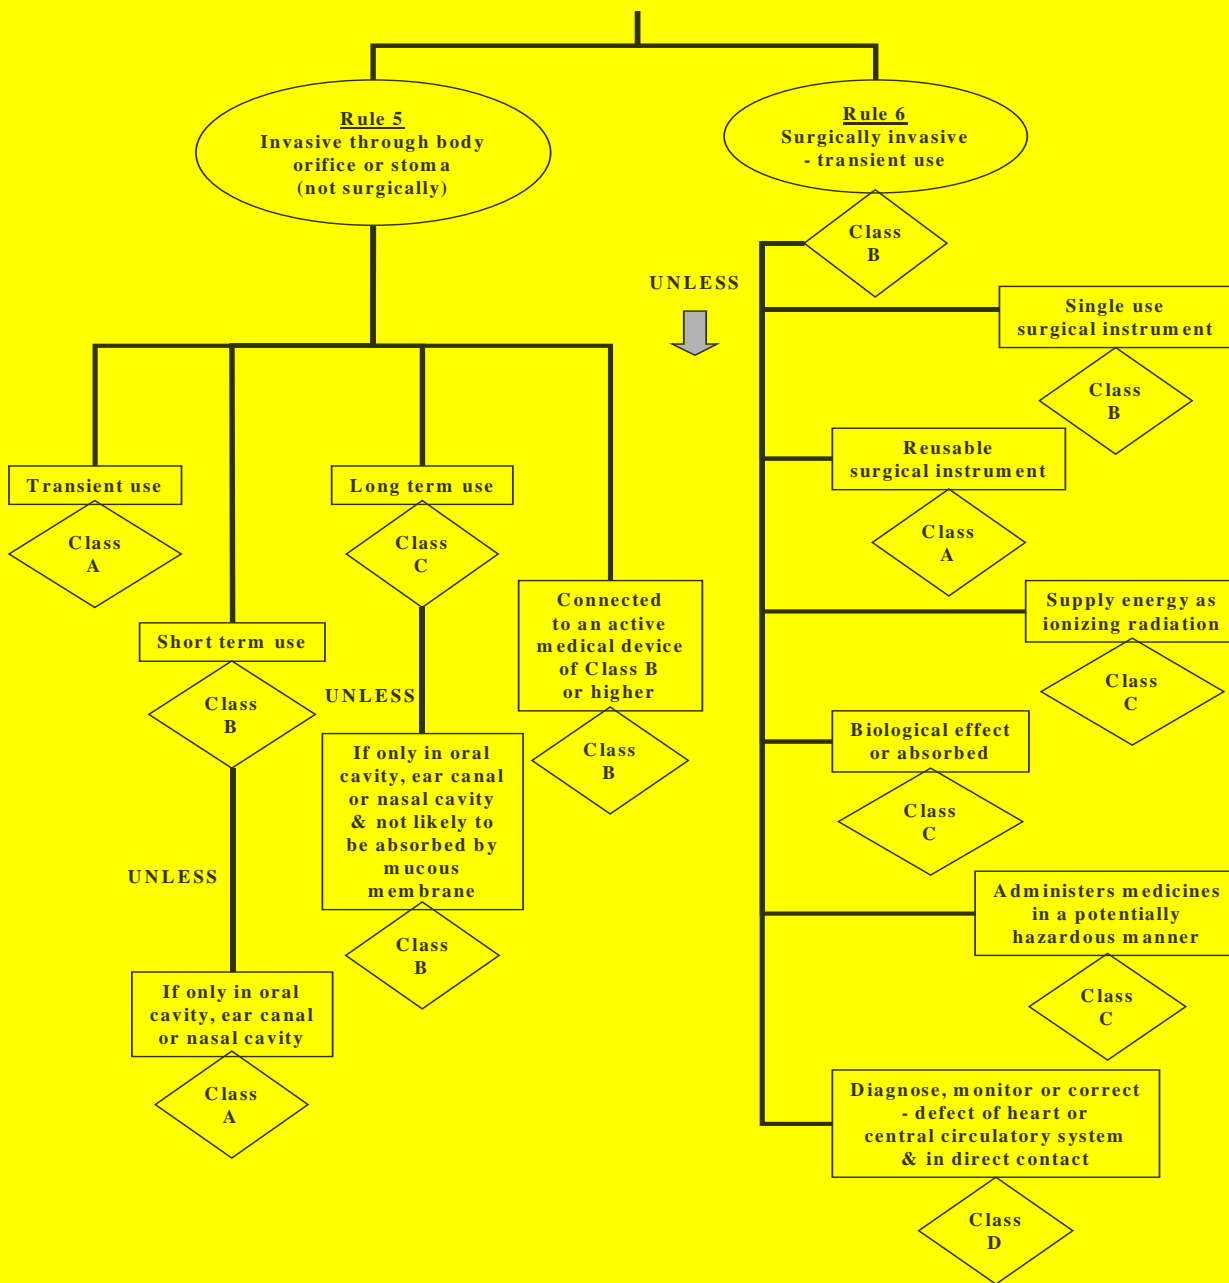 Rule 5
Invasive through body
orifice or stoma
(not surgically)
Transient use
Class
A
Short term use
Class
B
UNLESS
If only in oral
cavity, ear canal
or nasal cavity
Class
A
Long term use
Class
C
UNLESS
If only in oral
cavity, ear canal
or nasal cavity
& not likely to
be absorbed by
mucous
membrane
Class
B
Connected
to an active
medical device
of Class B
or higher
Class
B
Rule 6
Surgically invasive
- transient use
Class
B
UNLESS
Single use
surgical instrument
Class
B
Reusable
surgical instrument
Class
A
Supply energy as
ionizing radiation
Class
C
Biological effect
or absorbed
Class
C
Administers medicines
in a potentially
hazardous manner
Class
C
Diagnose, monitor or correct
- defect of heart or
central circulatory system
& in direct contact
Class
D